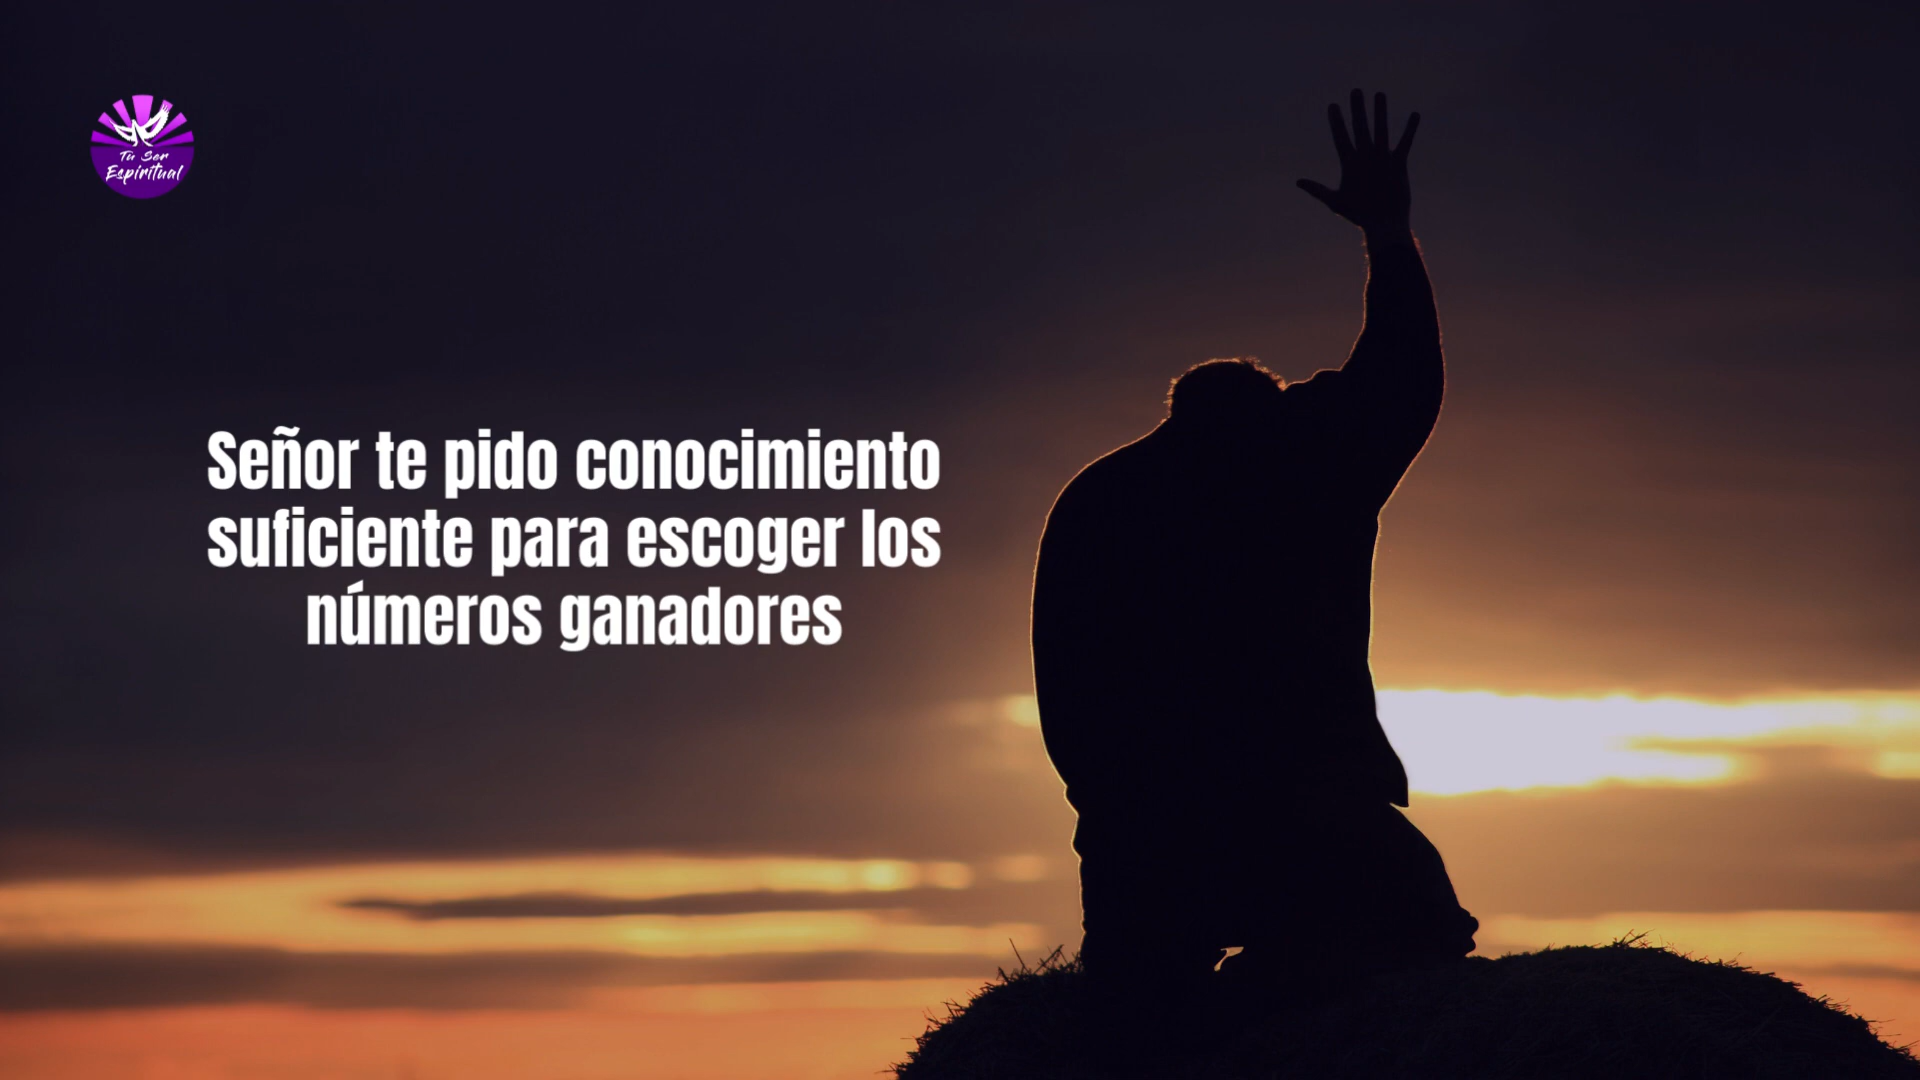 Tu Ser
Espiritual
Señor te pido conocimiento
suficiente para escoger los
números ganadores